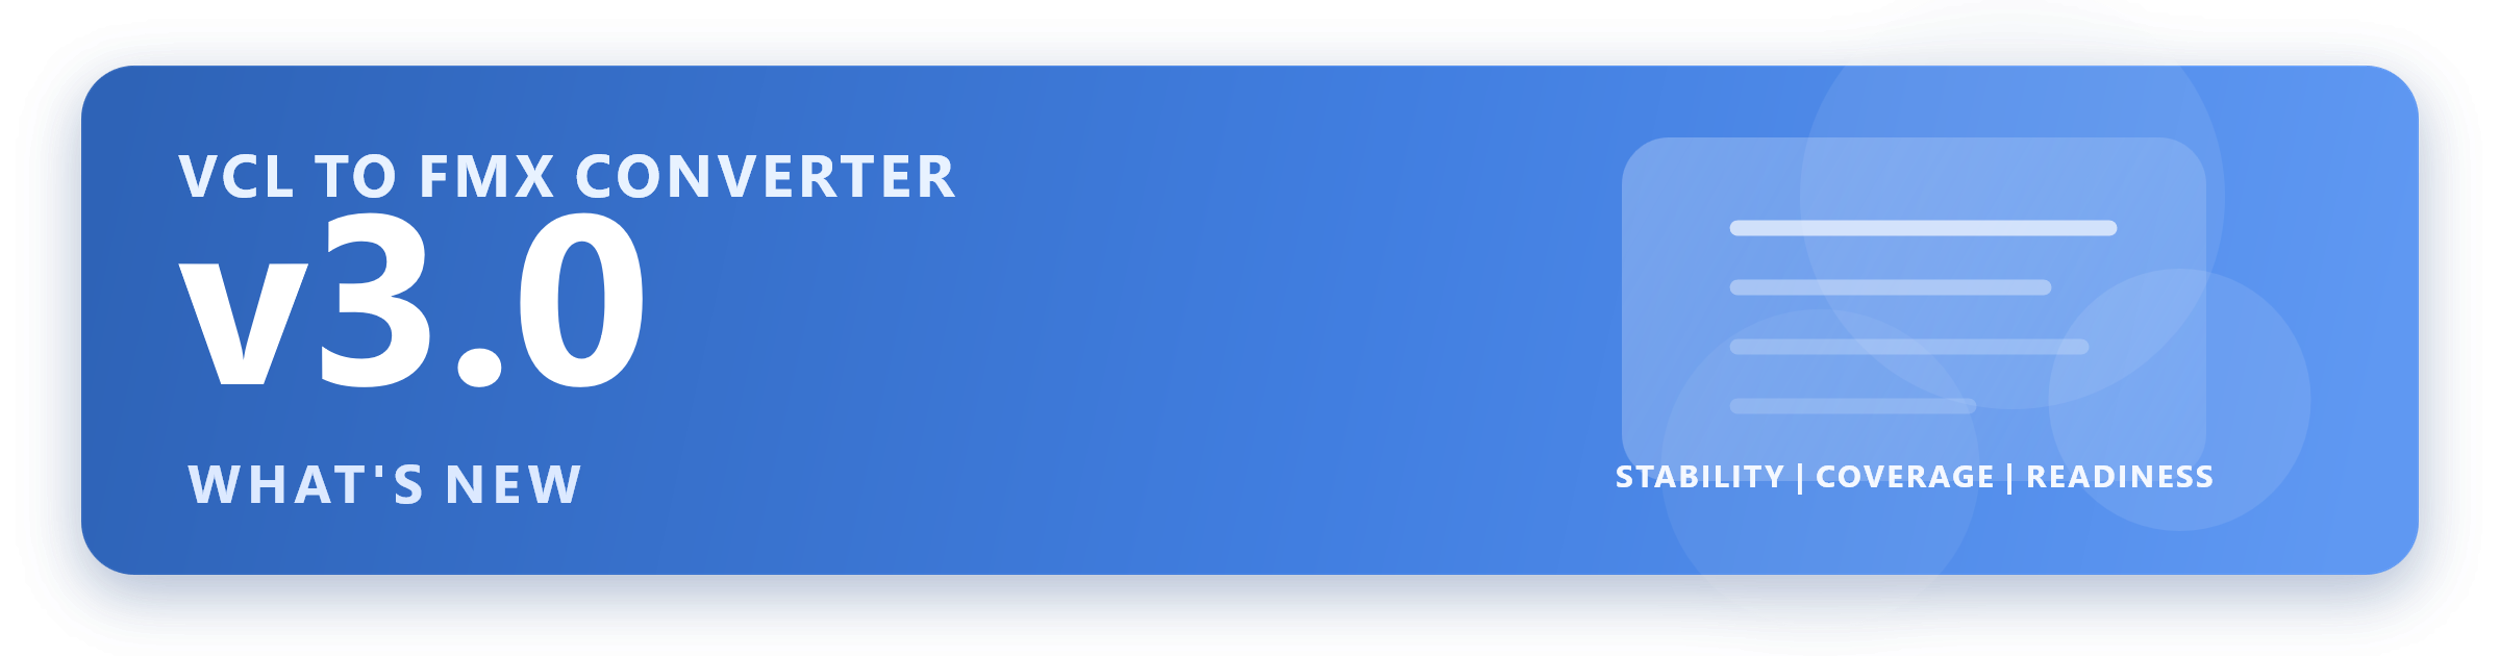 VCL TO FMX CONVERTER
v3.0
WHAT'S NEW
STABILITY | COVERAGE | READINESS